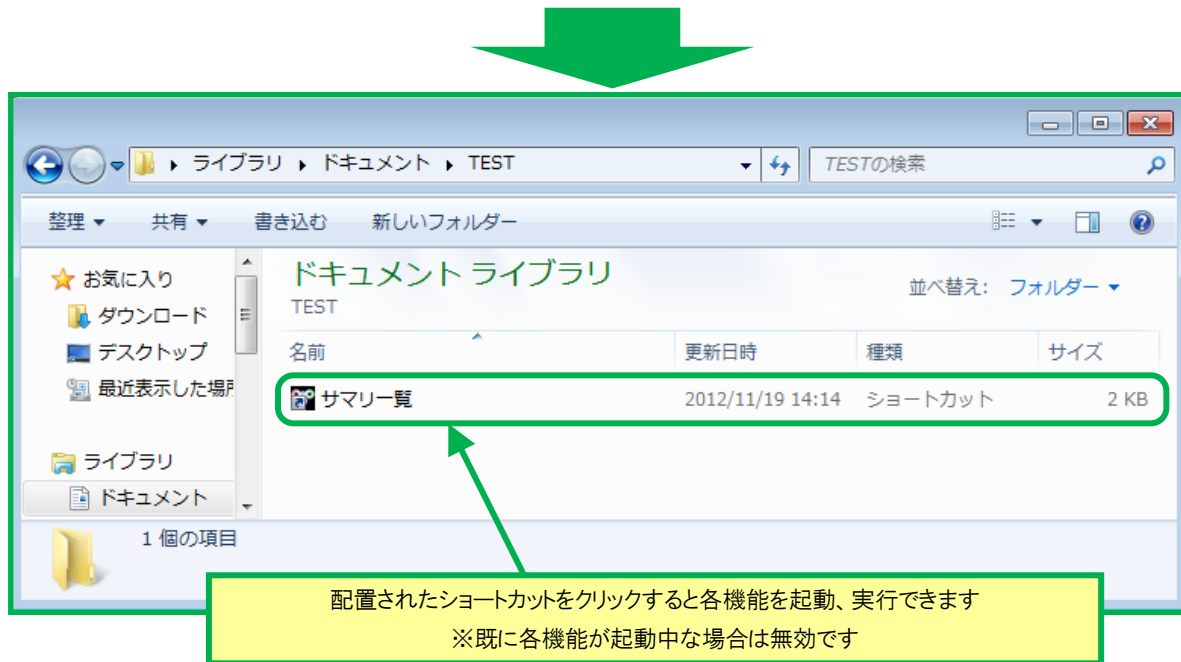 ライブラリ ▸ ドキュメント ▸ TEST
TESTの検索
整理 ▼ 共有 ▼ 書き込む 新しいフォルダー
お気に入り
ダウンロード
デスクトップ
最近表示した場所
ライブラリ
ドキュメント
ドキュメント ライブラリ
TEST
並べ替え: フォルダー ▼
名前 更新日時 種類 サイズ
サマリ一覧 2012/11/19 14:14 ショートカット 2 KB
1 個の項目
配置されたショートカットをクリックすると各機能を起動、実行できます
※既に各機能が起動中な場合は無効です